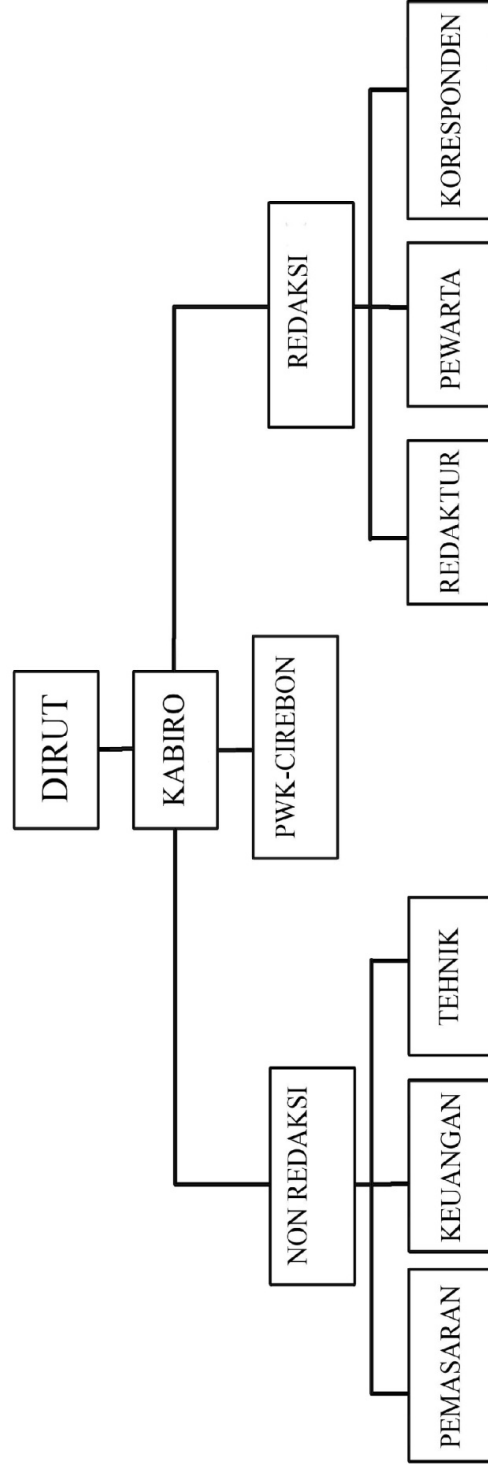 DIRUT
KABIRO
PWK-CIREBON
NON REDAKSI
REDAKSI
PEMASARAN
KEUANGAN
TEHNIK
REDAKTUR
PEWARTA
KORESPONDEN